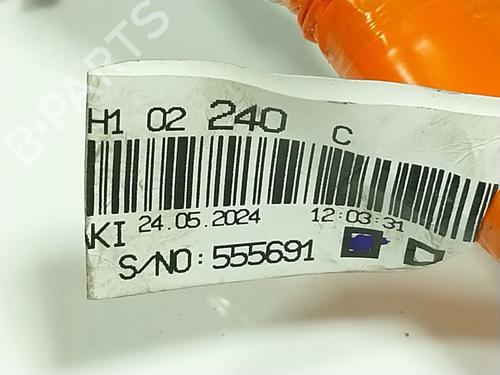 B-PARTS
H1 02 240 C
AKI 24.05.2024 12:03:31
S/NO: 555691